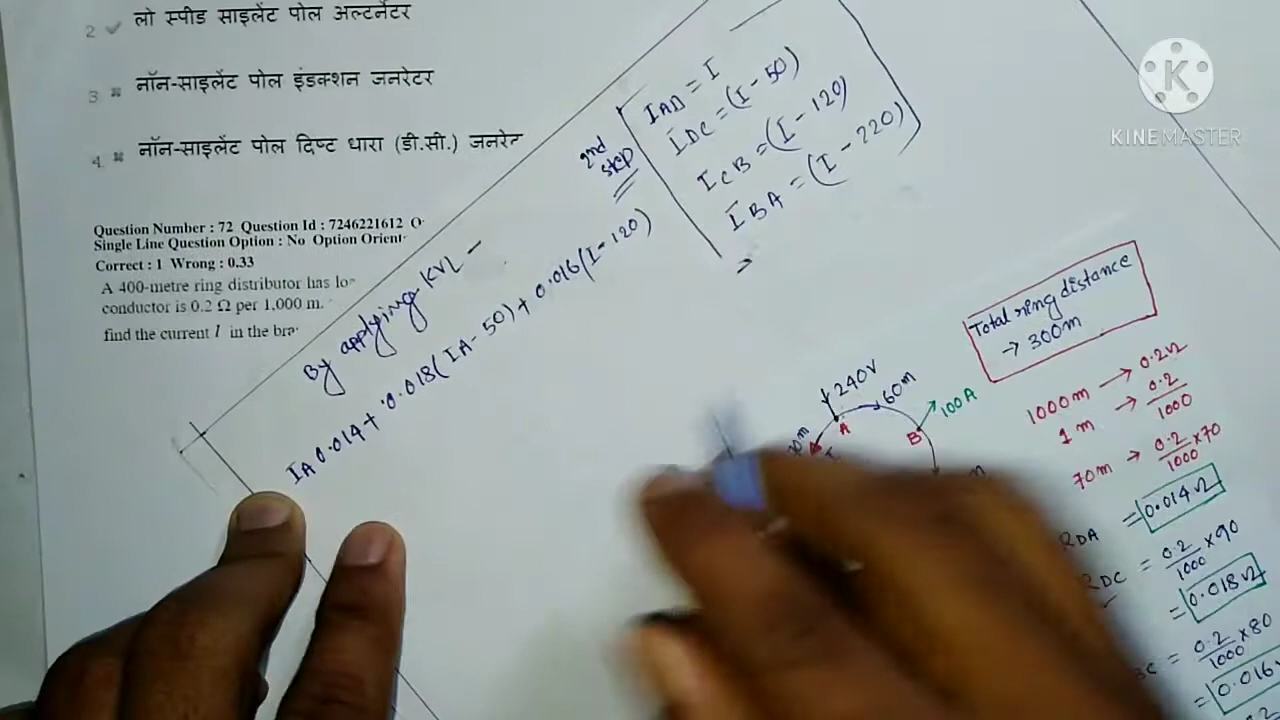 2 लो स्पीड साइलेंट पोल अल्टर्नेटर
3 नॉन-साइलेंट पोल इंडक्शन जनरेटर
4 नॉन-साइलेंट पोल दिष्ट धारा (डी.सी.) जनरेट
Question Number : 72 Question Id : 7246221612
Single Line Question Option : No Option Orient
Correct : 1 Wrong : 0.33
A 400-metre ring distributor has
conductor is 0.2 Ω per 1,000 m.
find the current I in the
By applying KVL -
IA 0.014 + 0.018(IA - 50) + 0.016(I - 120)
2nd step
IAD = I
IDC = (I - 50)
ICB = (I - 120)
IBA = (I - 220)
→
Total ring distance
→ 300m
240V
60m
A
B
100A
1000m → 0.2Ω
1m → 0.2/1000
70m → 0.2/1000 × 70
RDA = 0.014Ω
RDC = 0.2/1000 × 90
= 0.018Ω
= 0.2/1000 × 80
= 0.016
KINEMASTER